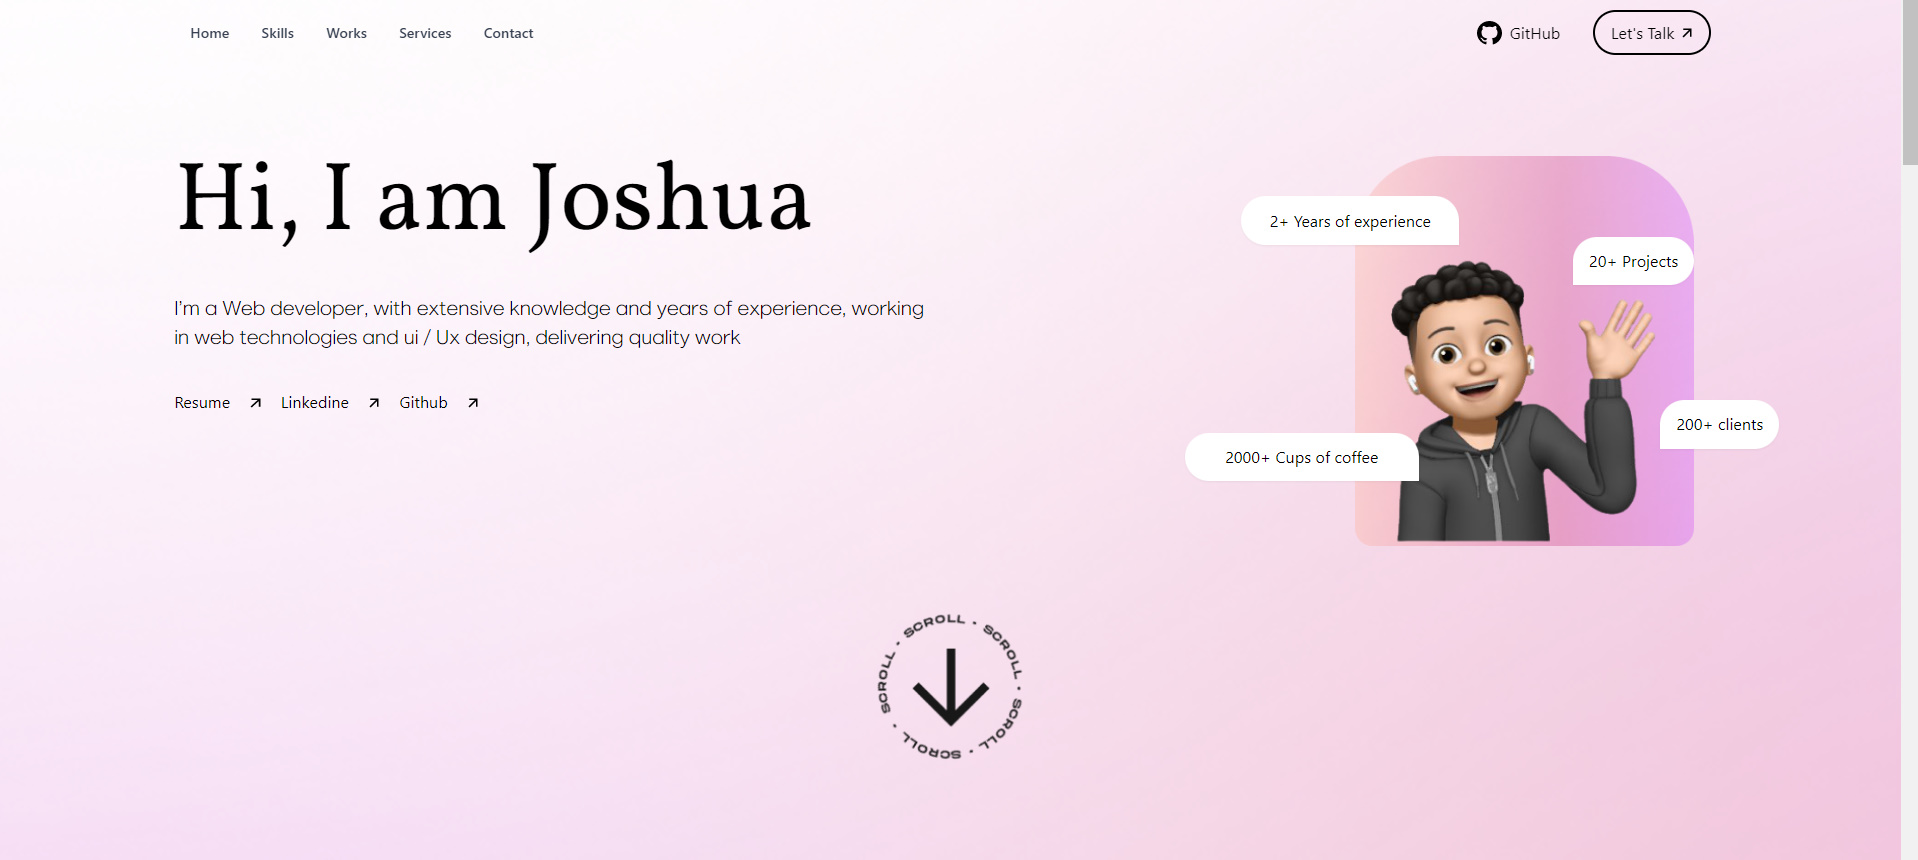 Home Skills Works Services Contact
GitHub Let's Talk
Hi, I am Joshua
I'm a Web developer, with extensive knowledge and years of experience, working
in web technologies and ui / Ux design, delivering quality work
Resume Linkedine Github
2+ Years of experience
20+ Projects
200+ clients
2000+ Cups of coffee
SCROLL • SCROLL • SCROLL • SCROLL • SCROLL • SCROLL •